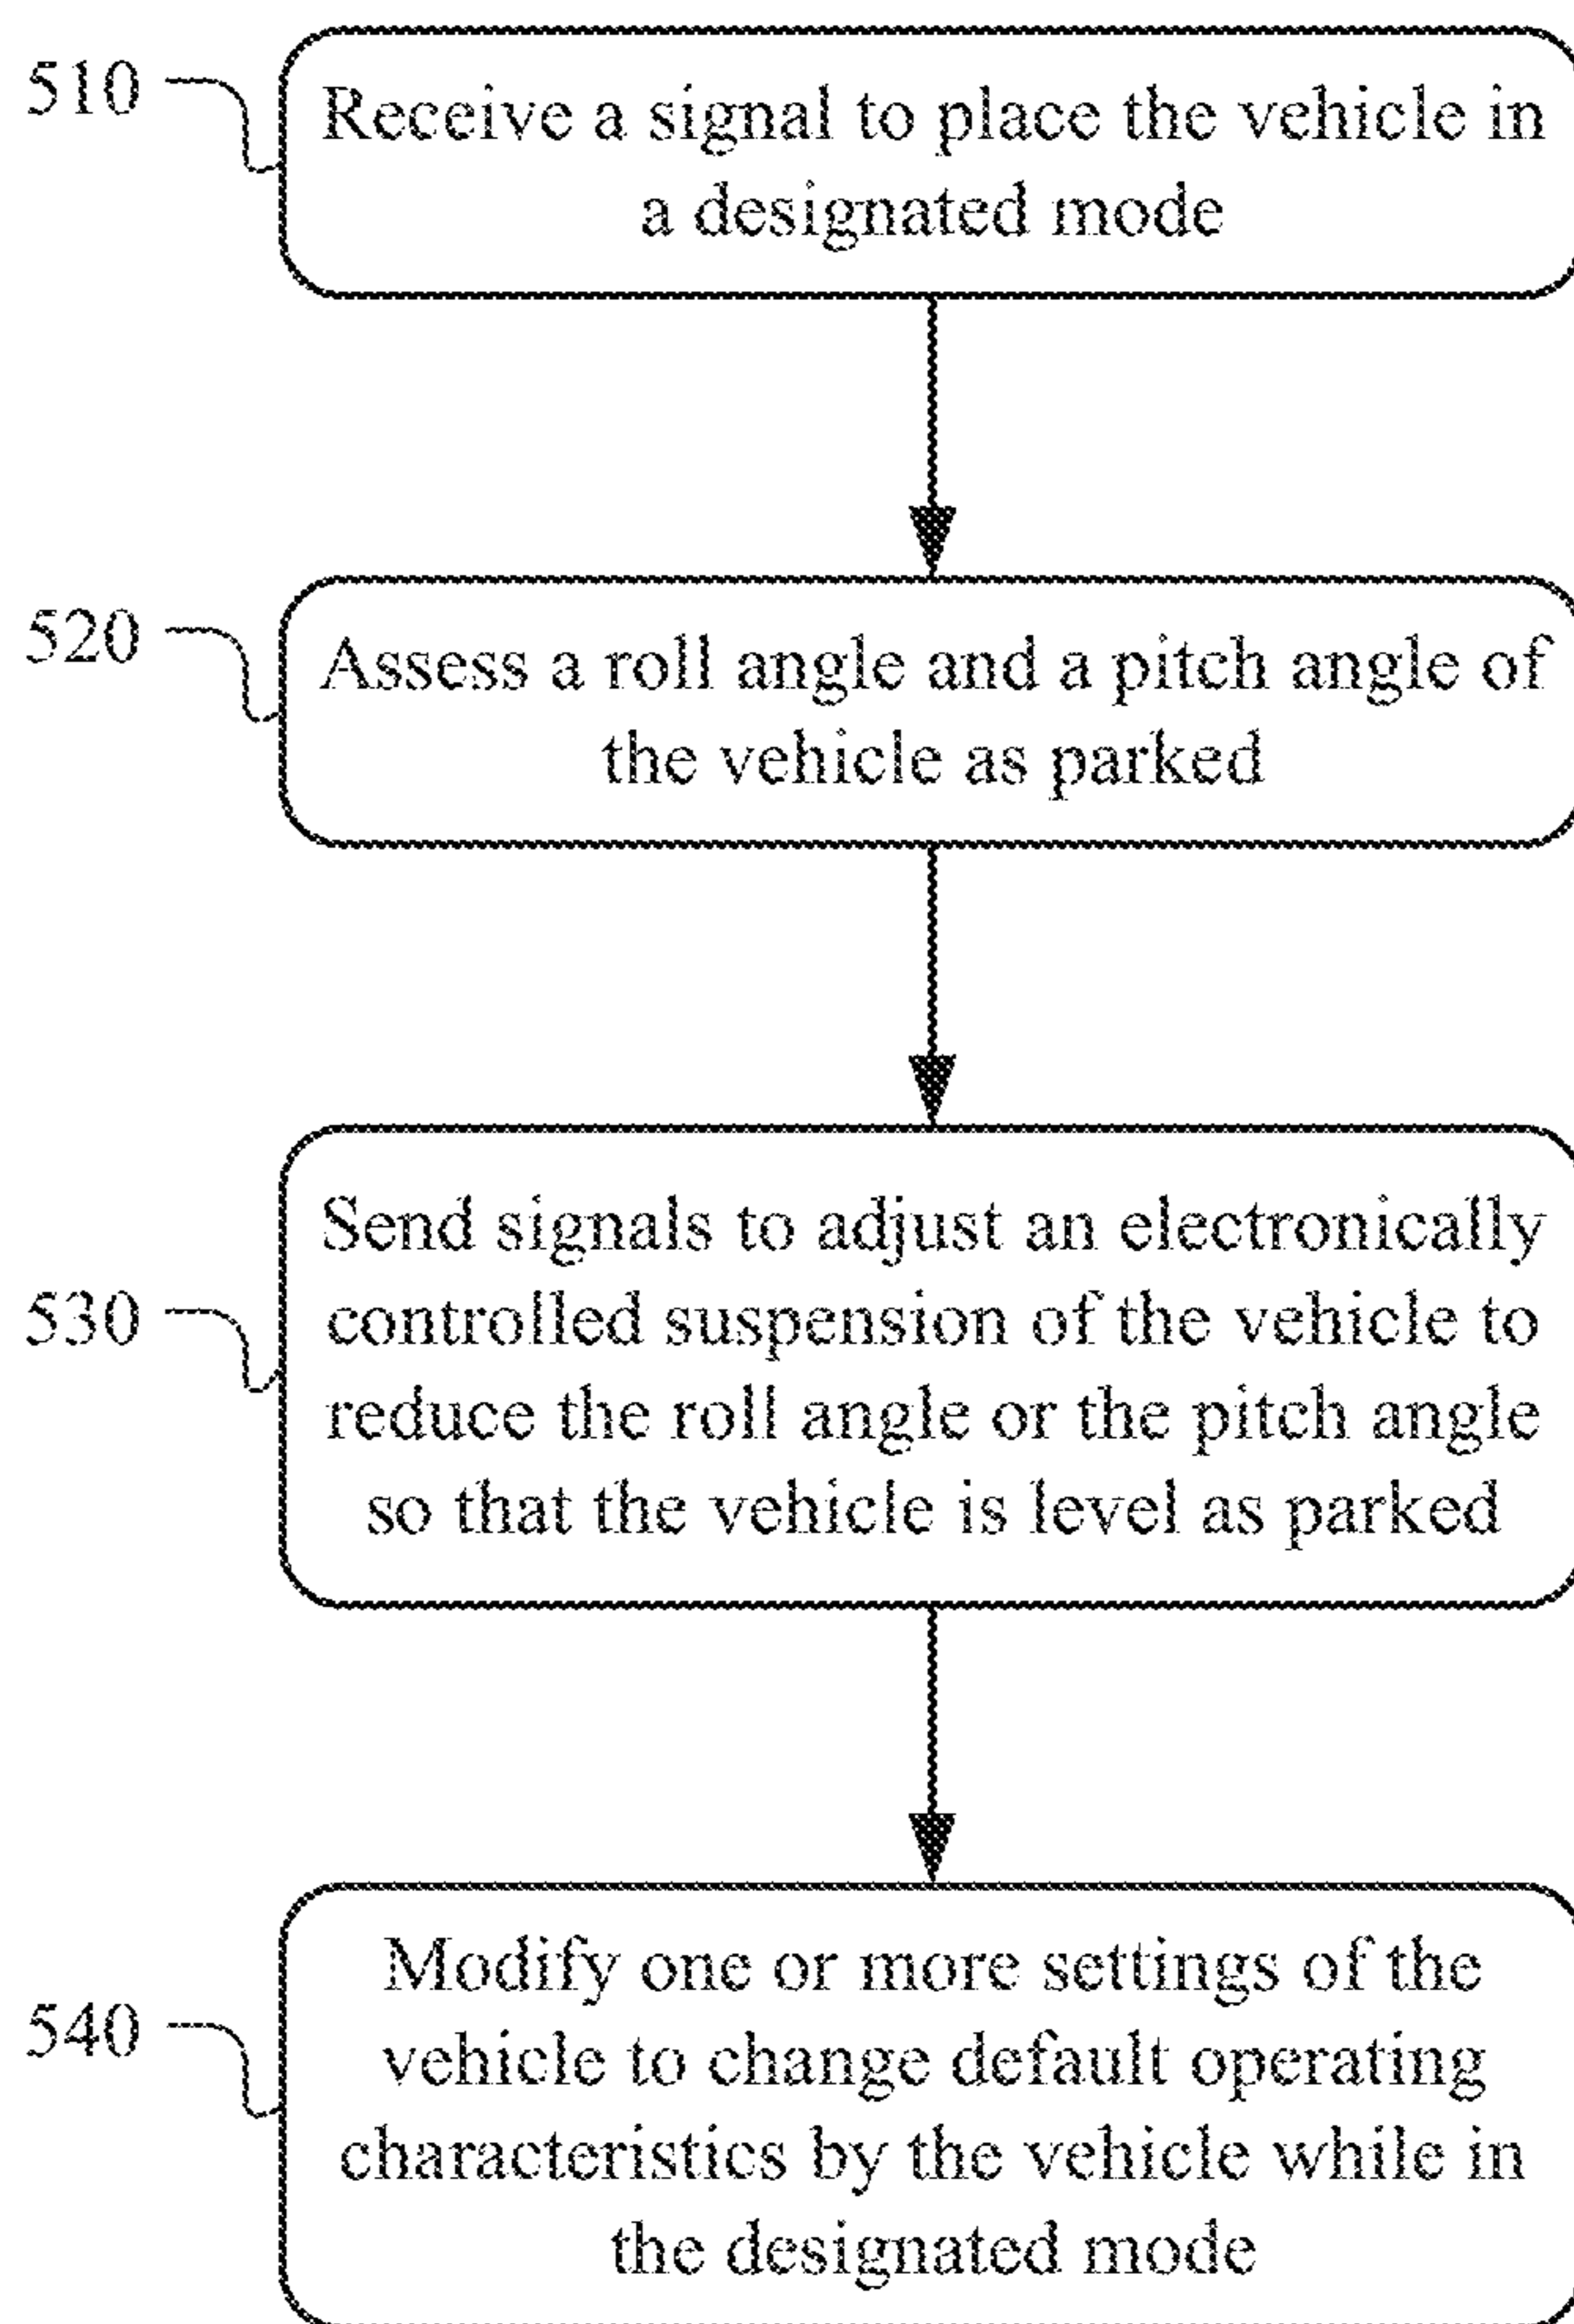 510
Receive a signal to place the vehicle in
a designated mode
520
Assess a roll angle and a pitch angle of
the vehicle as parked
530
Send signals to adjust an electronically
controlled suspension of the vehicle to
reduce the roll angle or the pitch angle
so that the vehicle is level as parked
540
Modify one or more settings of the
vehicle to change default operating
characteristics by the vehicle while in
the designated mode